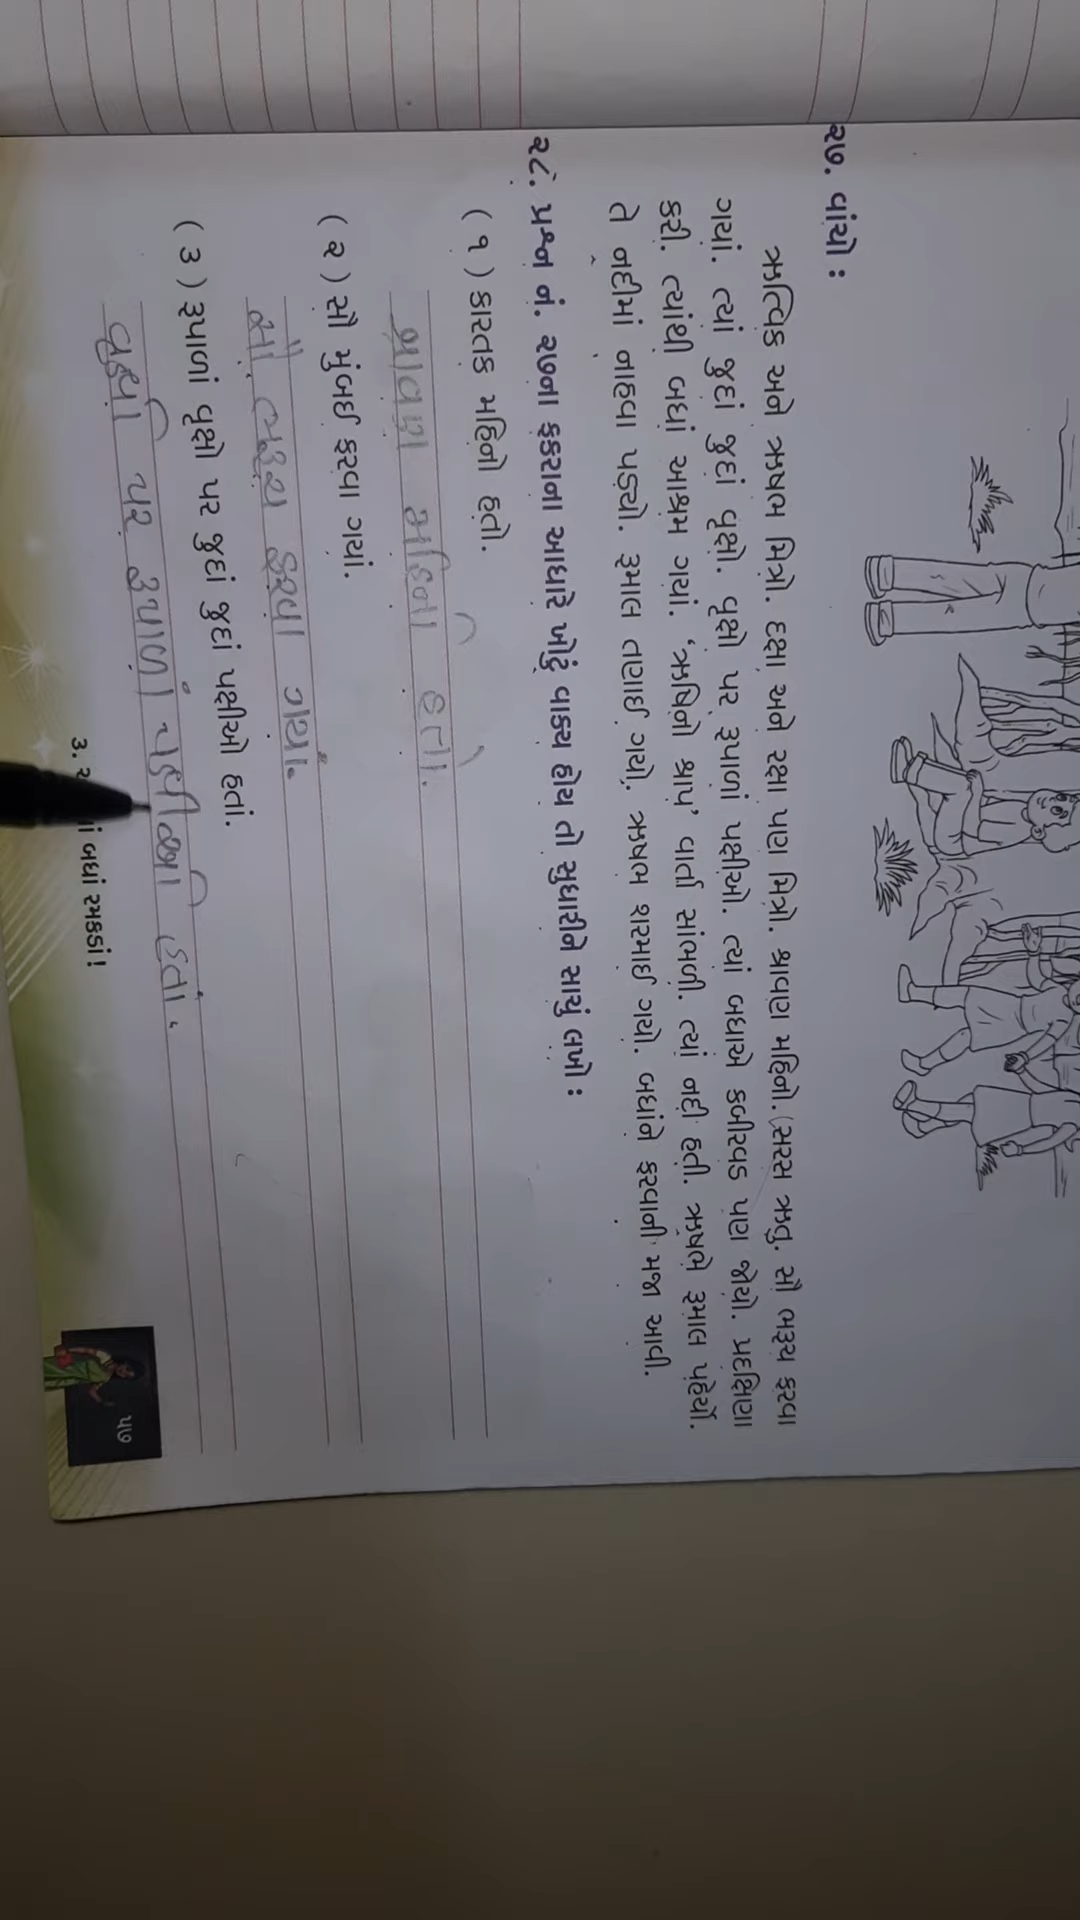 ૨૭. વાંચો :
ઋત્વિક અને ઋષભ મિત્રો. દક્ષા અને રક્ષા પણ મિત્રો. શ્રાવણ મહિનો. સરસ ઋતુ. સૌ ભરૂચ ફરવા
ગયાં. ત્યાં જુદાં જુદાં વૃક્ષો. વૃક્ષો પર રૂપાળાં પક્ષીઓ. ત્યાં બધાએ કબીરવડ પણ જોયો. પ્રદક્ષિણા
કરી. ત્યાંથી બધાં આશ્રમ ગયાં. ‘ઋષિનો શ્રાપ’ વાર્તા સાંભળી. ત્યાં નદી હતી. ઋષભે રૂમાલ પહેર્યો.
તે નદીમાં નાહવા પડ્યો. રૂમાલ તણાઈ ગયો. ઋષભ શરમાઈ ગયો. બધાંને ફરવાની મજા આવી.
૨૮. પ્રશ્ન નં. ૨૭ના ફકરાના આધારે ખોટું વાક્ય હોય તો સુધારીને સાચું લખો :
( ૧ ) કારતક મહિનો હતો.
શ્રાવણ મહિનો હતો.
( ૨ ) સૌ મુંબઈ ફરવા ગયાં.
સૌ ભરૂચ ફરવા ગયાં.
( ૩ ) રૂપાળાં વૃક્ષો પર જુદાં જુદાં પક્ષીઓ હતાં.
વૃક્ષો પર રૂપાળાં પક્ષીઓ હતાં.
૩. બધાં રમકડાં!
૫૭